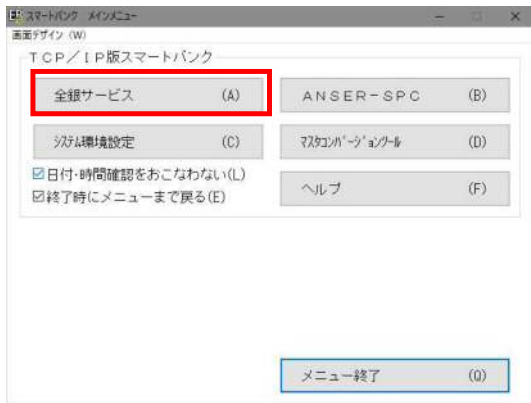 スマートバンク メインメニュー
画面デザイン (W)
TCP/IP版スマートバンク
全銀サービス (A)
ANSER-SPC (B)
システム環境設定 (C)
マスタコンバージョンツール (D)
日付・時間確認をおこなわない(L)
終了時にメニューまで戻る(E)
ヘルプ (F)
メニュー終了 (Q)